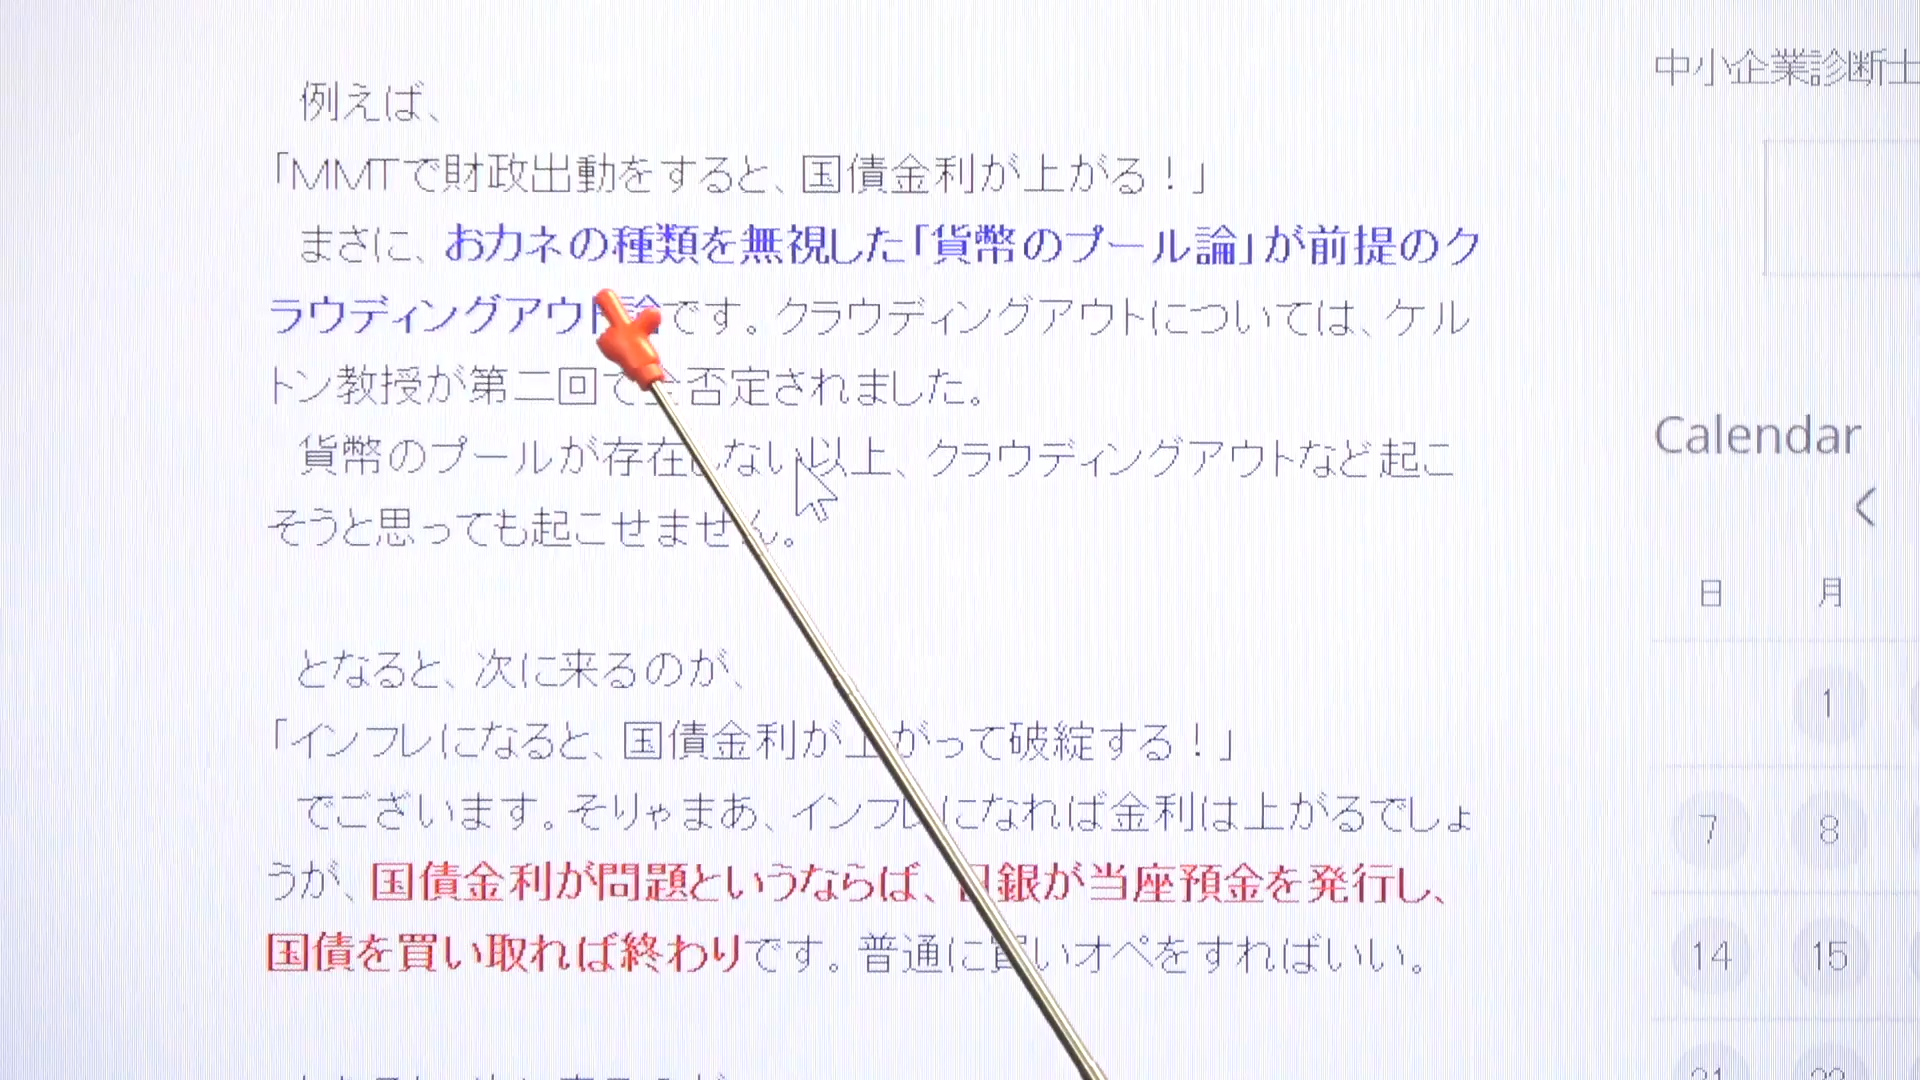 例えば、
「MMTで財政出動をすると、国債金利が上がる！」
まさに、おカネの種類を無視した「貨幣のプール論」が前提のク
ラウディングアウト論です。クラウディングアウトについては、ケル
トン教授が第二回で全否定されました。
貨幣のプールが存在しない以上、クラウディングアウトなど起こ
そうと思っても起こせません。
となると、次に来るのが、
「インフレになると、国債金利が上がって破綻する！」
でございます。そりゃまあ、インフレになれば金利は上がるでしょ
うが、国債金利が問題というならば、日銀が当座預金を発行し、
国債を買い取れば終わりです。普通に買いオペをすればいい。
中小企業診断士
Calendar
<
日 月
1
7 8
14 15